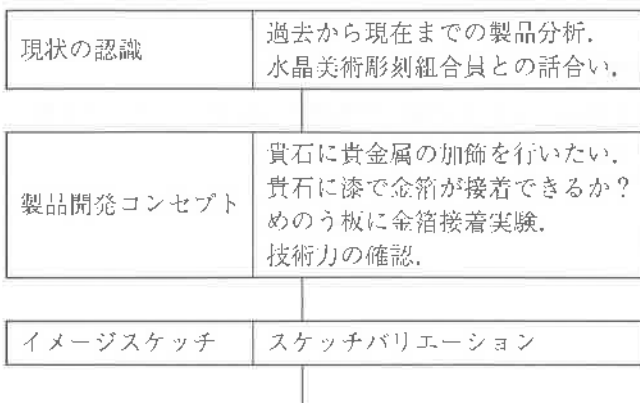 現状の認識
過去から現在までの製品分析.
水晶美術彫刻組合員との話合い.
製品開発コンセプト
貴石に貴金属の加飾を行いたい.
貴石に漆で金箔が接着できるか?
めのう板に金箔接着実験.
技術力の確認.
イメージスケッチ
スケッチバリエーション